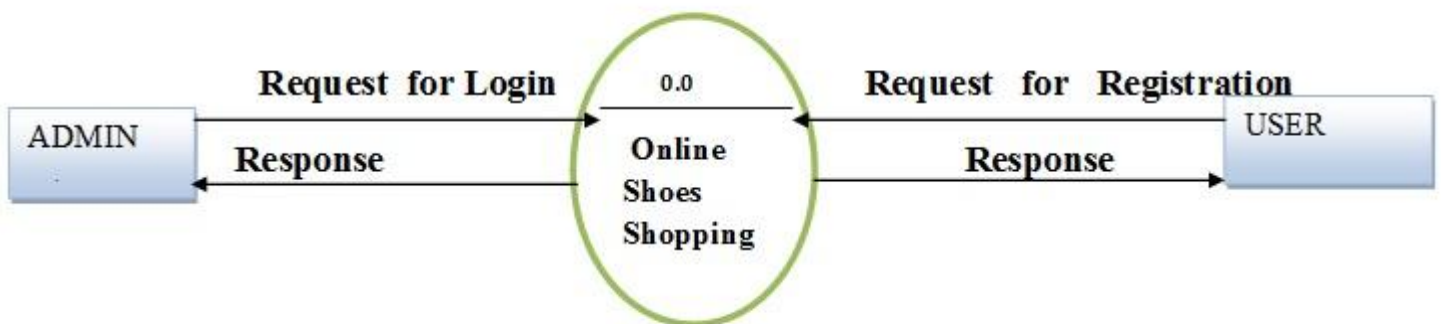 Request for Login
0.0
Request for Registration
ADMIN
USER
Response
Online
Shoes
Shopping
Response